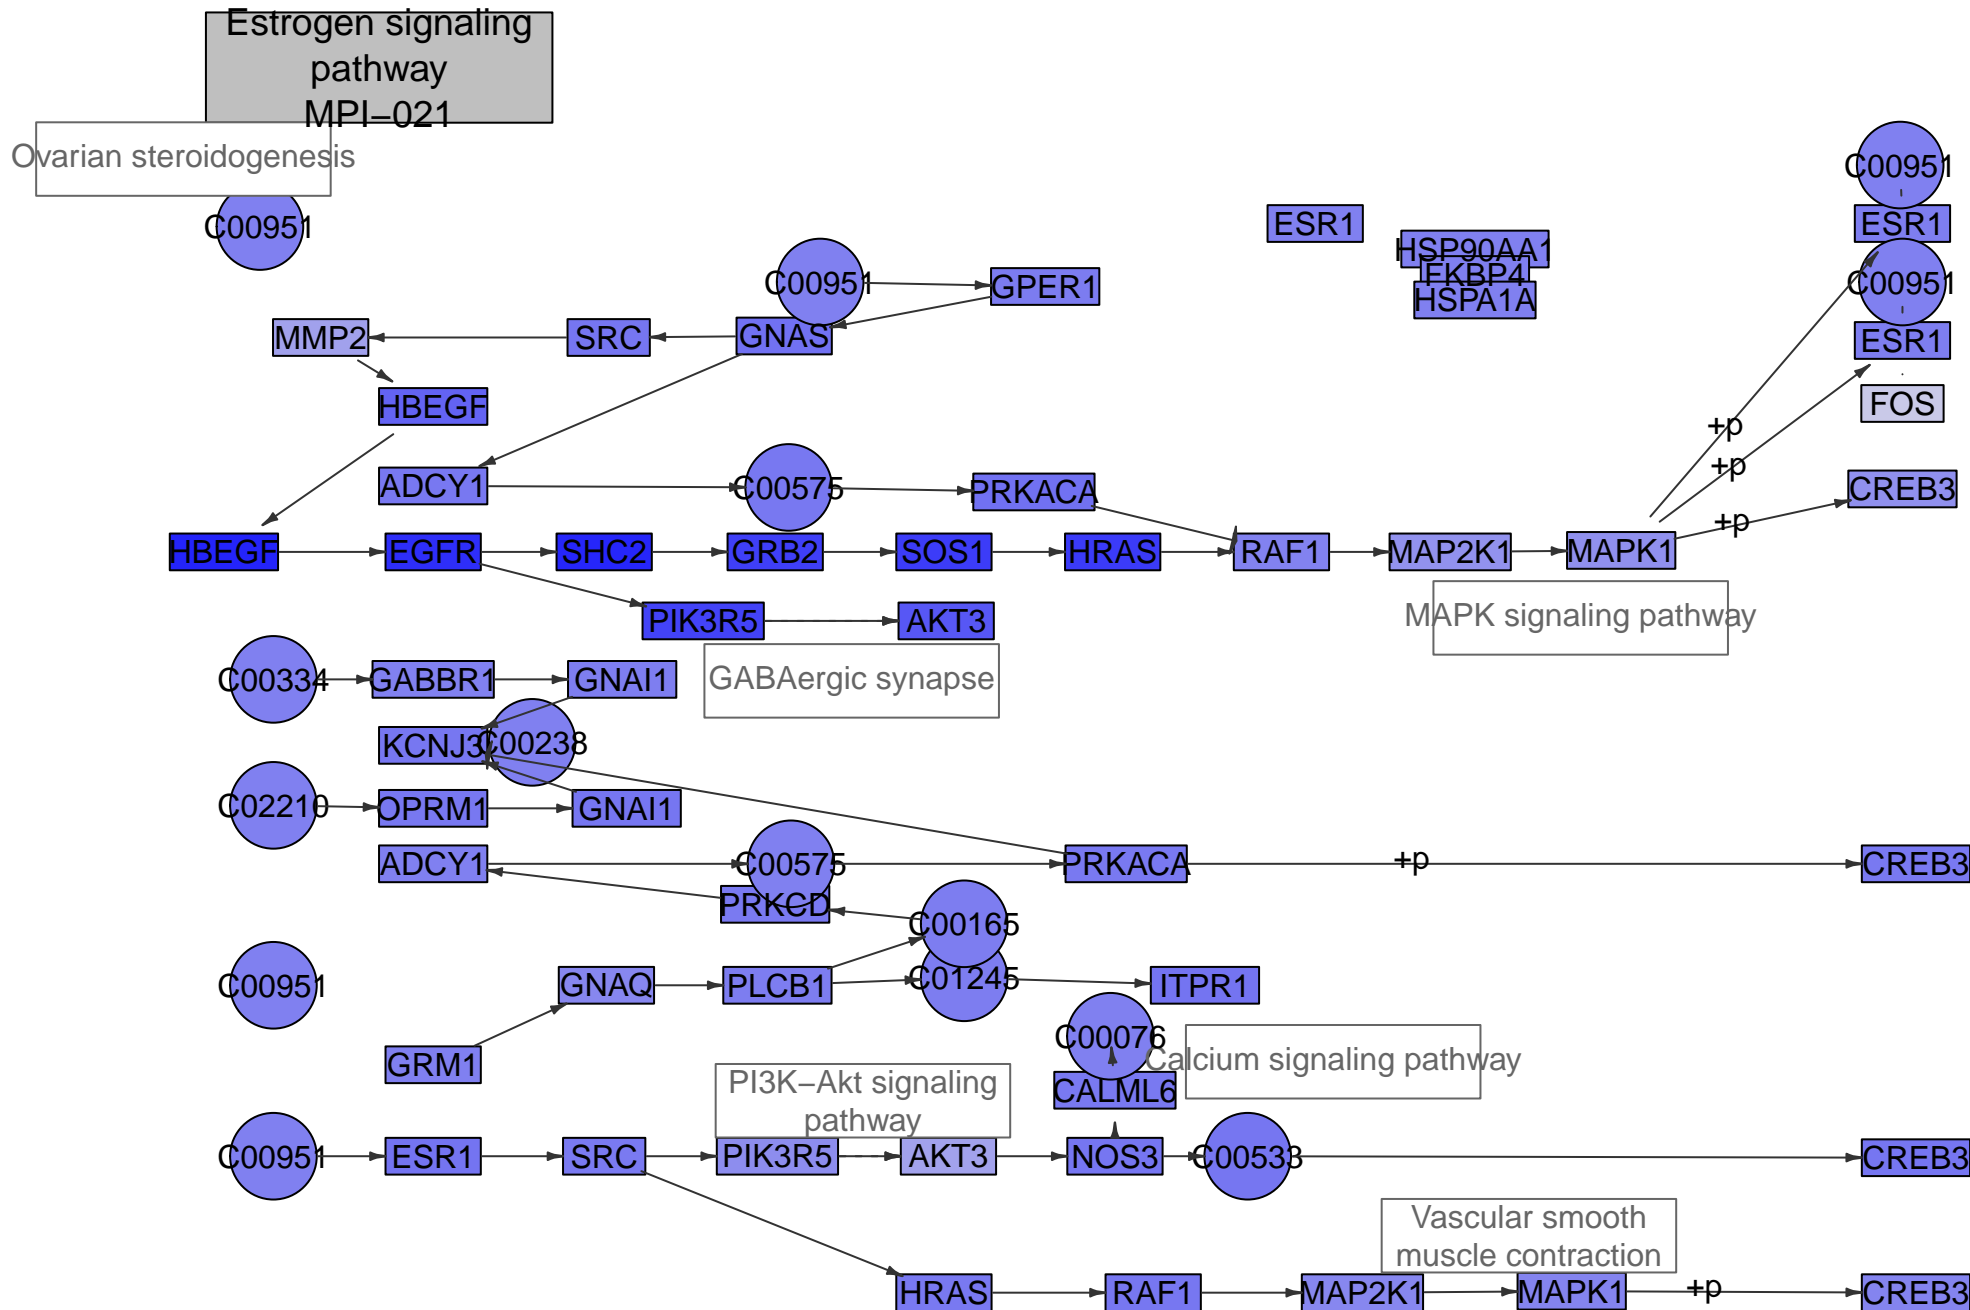 Estrogen signaling
pathway
MPI−021
Ovarian steroidogenesis
C00951
C00951
ESR1
C00951
ESR1
HSP90AA1
FKBP4
HSPA1A
C00951
GPER1
C00951
MMP2
SRC
GNAS
ESR1
HBEGF
FOS
+p
+p
ADCY1
C00575
PRKACA
CREB3
+p
HBEGF
EGFR
SHC2
GRB2
SOS1
HRAS
RAF1
MAP2K1
MAPK1
PIK3R5
AKT3
MAPK signaling pathway
C00334
GABBR1
GNAI1
GABAergic synapse
KCNJ3
C00238
C02210
OPRM1
GNAI1
ADCY1
C00575
PRKACA
+p
CREB3
PRKCD
C00165
C00951
GNAQ
PLCB1
C01245
ITPR1
C00076
Calcium signaling pathway
GRM1
CALML6
PI3K−Akt signaling
pathway
C00951
ESR1
SRC
PIK3R5
AKT3
NOS3
C00533
CREB3
Vascular smooth
muscle contraction
HRAS
RAF1
MAP2K1
MAPK1
+p
CREB3